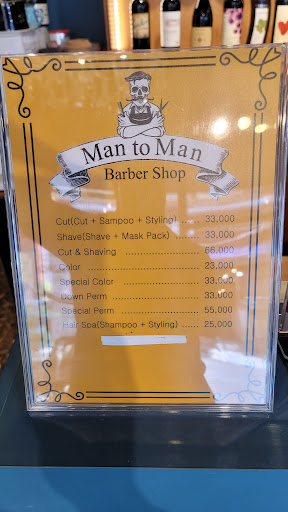 Man to Man
Barber Shop
Cut(Cut + Sampoo + Styling) ..... 33,000
Shave(Shave + Mask Pack) ....... 33,000
Cut & Shaving ..................... 66,000
Color ................................. 23,000
Special Color ...................... 33,000
Down Perm ........................ 33,000
Special Perm ...................... 55,000
Hair Spa(Shampoo + Styling) ...... 25,000